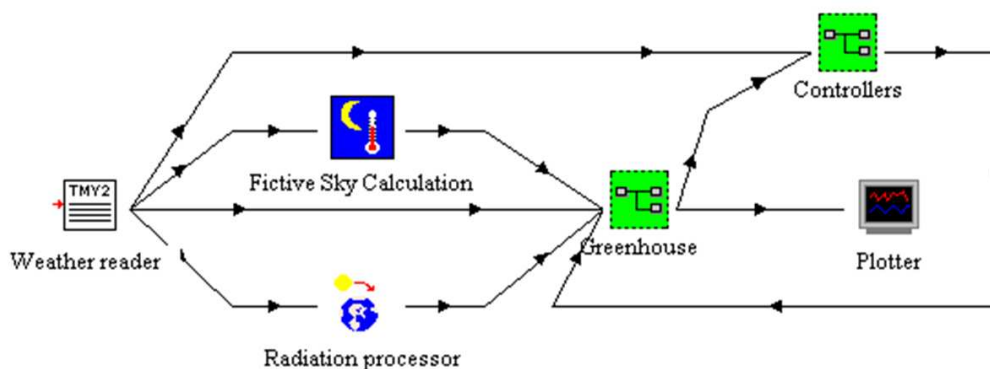 Controllers
Fictive Sky Calculation
TMY2
Weather reader
Greenhouse
Plotter
Radiation processor